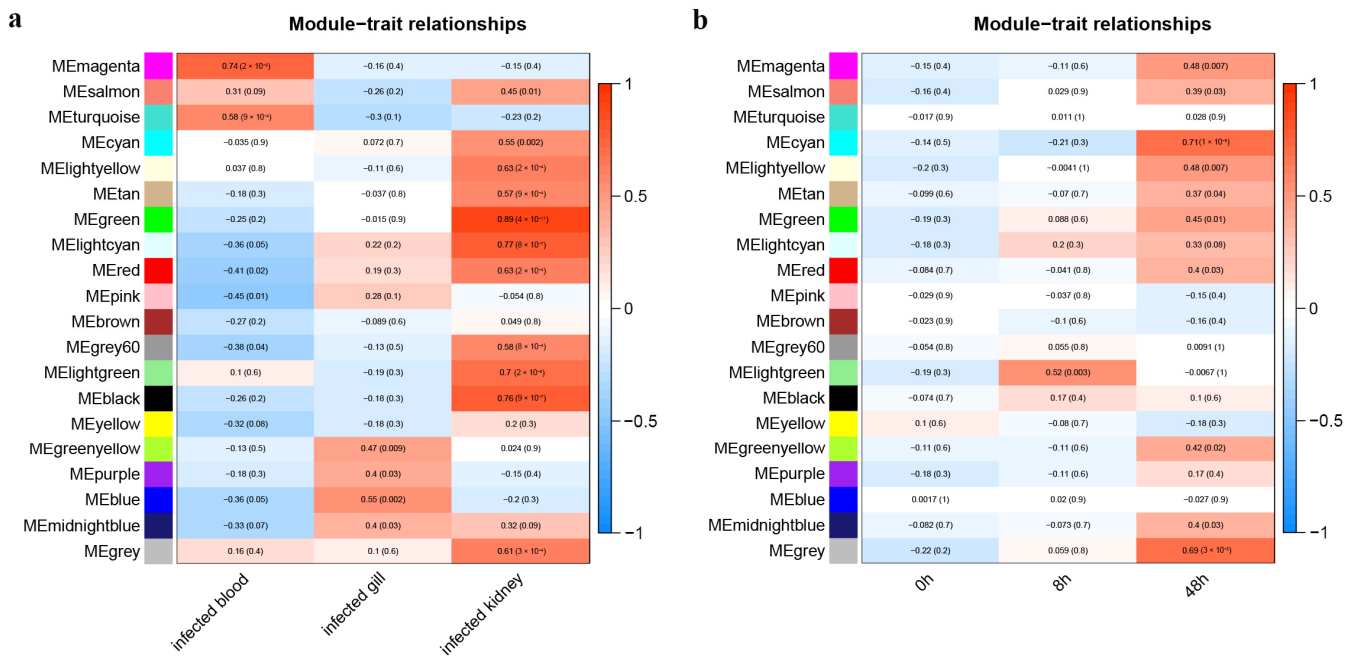 a
Module−trait relationships
MEmagenta 0.74 (2 × 10⁻⁶) −0.16 (0.4) −0.15 (0.4)
MEsalmon 0.31 (0.09) −0.26 (0.2) 0.45 (0.01)
MEturquoise 0.58 (9 × 10⁻⁴) −0.3 (0.1) −0.23 (0.2)
MEcyan −0.035 (0.9) 0.072 (0.7) 0.55 (0.002)
MElightyellow 0.037 (0.8) −0.11 (0.6) 0.63 (2 × 10⁻⁴)
MEtan −0.18 (0.3) −0.037 (0.8) 0.57 (9 × 10⁻⁴)
MEgreen −0.25 (0.2) −0.015 (0.9) 0.89 (4 × 10⁻¹¹)
MElightcyan −0.36 (0.05) 0.22 (0.2) 0.77 (8 × 10⁻⁷)
MEred −0.41 (0.02) 0.19 (0.3) 0.63 (2 × 10⁻⁴)
MEpink −0.45 (0.01) 0.28 (0.1) −0.054 (0.8)
MEbrown −0.27 (0.2) −0.089 (0.6) 0.049 (0.8)
MEgrey60 −0.38 (0.04) −0.13 (0.5) 0.58 (8 × 10⁻⁴)
MElightgreen 0.1 (0.6) −0.19 (0.3) 0.7 (2 × 10
MEblack −0.26 (0.2) −0.18 (0.3) 0.76 (9 × 10⁻⁷)
MEyellow −0.32 (0.08) −0.18 (0.3) 0.2 (0.3)
MEgreenyellow −0.13 (0.5) 0.47 (0.009) 0.024 (0.9)
MEpurple −0.18 (0.3) 0.4 (0.03) −0.15 (0.4)
MEblue −0.36 (0.05) 0.55 (0.002) −0.2 (0.3)
MEmidnightblue −0.33 (0.07) 0.4 (0.03) 0.32 (0.09)
MEgrey 0.16 (0.4) 0.1 (0.6) 0.61 (3 × 10⁻⁴)
infected blood infected gill infected kidney
1
0.5
0
−0.5
−1
b
Module−trait relationships
MEmagenta −0.15 (0.4) −0.11 (0.6) 0.48 (0.007)
MEsalmon −0.16 (0.4) 0.029 (0.9) 0.39 (0.03)
MEturquoise −0.017 (0.9) 0.011 (1) 0.028 (0.9)
MEcyan −0.14 (0.5) −0.21 (0.3) 0.71(1 × 10
MElightyellow −0.2 (0.3) −0.0041 (1) 0.48 (0.007)
MEtan −0.099 (0.6) −0.07 (0.7) 0.37 (0.04)
MEgreen −0.19 (0.3) 0.088 (0.6) 0.45 (0.01)
MElightcyan −0.18 (0.3) 0.2 (0.3) 0.33 (0.08)
MEred −0.084 (0.7) −0.041 (0.8) 0.4 (0.03)
MEpink −0.029 (0.9) −0.037 (0.8) −0.15 (0.4)
MEbrown −0.023 (0.9) −0.1 (0.6) −0.16 (0.4)
MEgrey60 −0.054 (0.8) 0.055 (0.8) 0.0091 (1)
MElightgreen −0.19 (0.3) 0.52 (0.003) −0.0067 (1)
MEblack −0.074 (0.7) 0.17 (0.4) 0.1 (0.6)
MEyellow 0.1 (0.6) −0.08 (0.7) −0.18 (0.3)
MEgreenyellow −0.11 (0.6) −0.11 (0.6) 0.42 (0.02)
MEpurple −0.18 (0.3) −0.11 (0.6) 0.17 (0.4)
MEblue 0.0017 (1) 0.02 (0.9) −0.027 (0.9)
MEmidnightblue −0.082 (0.7) −0.073 (0.7) 0.4 (0.03)
MEgrey −0.22 (0.2) 0.059 (0.8) 0.69 (3 × 10
0h 8h 48h
1
0.5
0
−0.5
−1